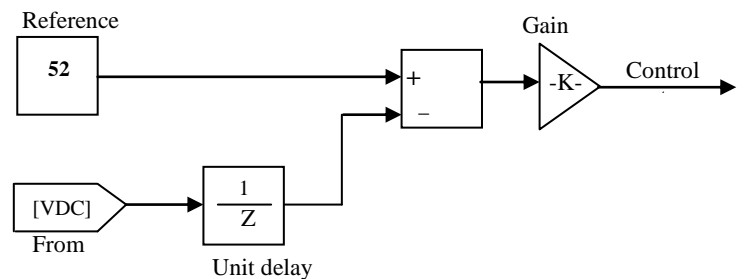 Reference
52
+
−
Gain
-K-
Control
[VDC]
From
1
Z
Unit delay